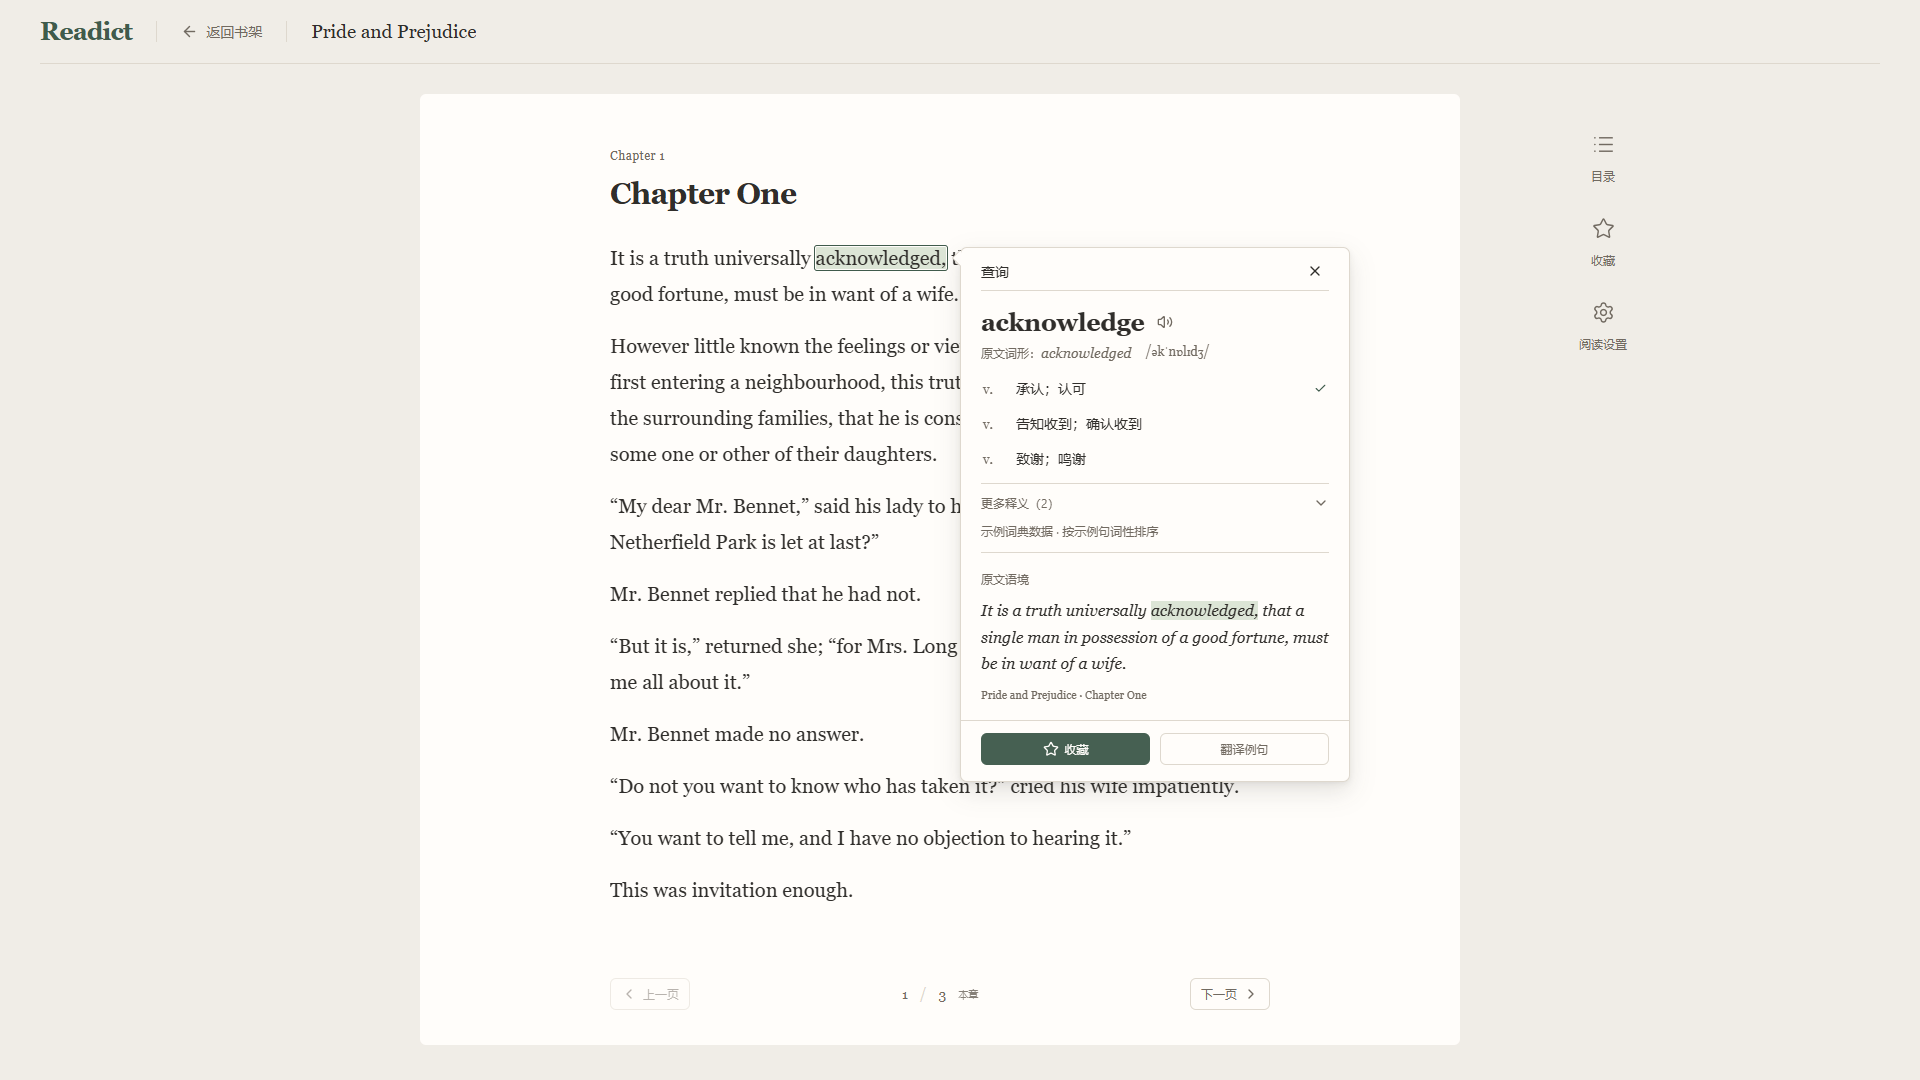 Readict
返回书架
Pride and Prejudice
Chapter 1
Chapter One
It is a truth universally acknowledged,
good fortune, must be in want of a wife.
However little known the feelings or vie
first entering a neighbourhood, this trut
the surrounding families, that he is cons
some one or other of their daughters.
“My dear Mr. Bennet,” said his lady to h
Netherfield Park is let at last?”
Mr. Bennet replied that he had not.
“But it is,” returned she; “for Mrs. Long
me all about it.”
Mr. Bennet made no answer.
“Do not you want to know who has taken it?” cried his wife impatiently.
“You want to tell me, and I have no objection to hearing it.”
This was invitation enough.
上一页
1 / 3 本章
下一页
查询
acknowledge
原文词形：acknowledged /əkˈnɒlɪdʒ/
v. 承认；认可
v. 告知收到；确认收到
v. 致谢；鸣谢
更多释义（2）
示例词典数据 · 按示例句词性排序
原文语境
It is a truth universally acknowledged, that a
single man in possession of a good fortune, must
be in want of a wife.
Pride and Prejudice · Chapter One
收藏
翻译例句
目录
收藏
阅读设置